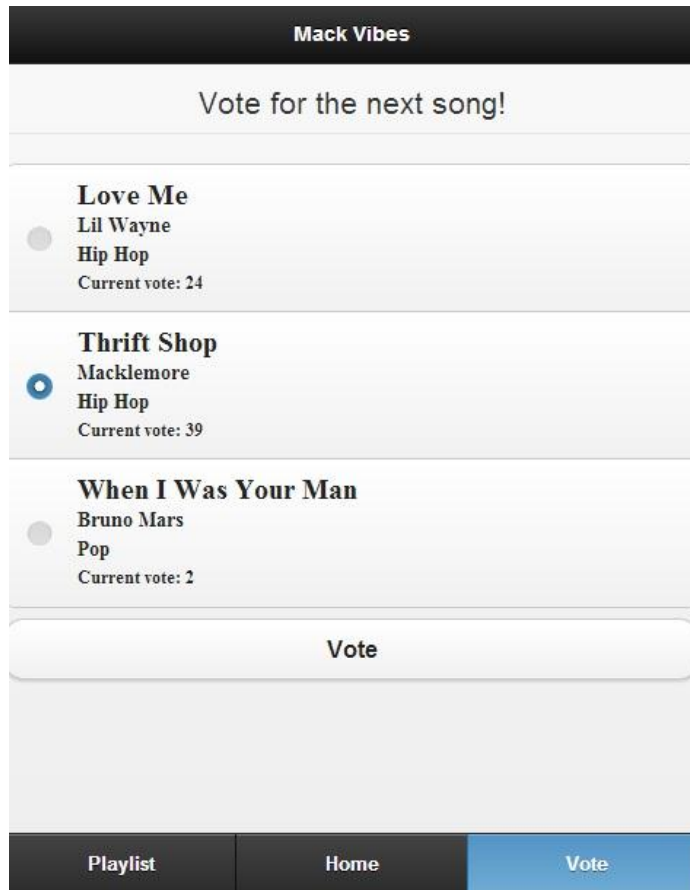 Mack Vibes
Vote for the next song!
Love Me
Lil Wayne
Hip Hop
Current vote: 24
Thrift Shop
Macklemore
Hip Hop
Current vote: 39
When I Was Your Man
Bruno Mars
Pop
Current vote: 2
Vote
Playlist Home Vote